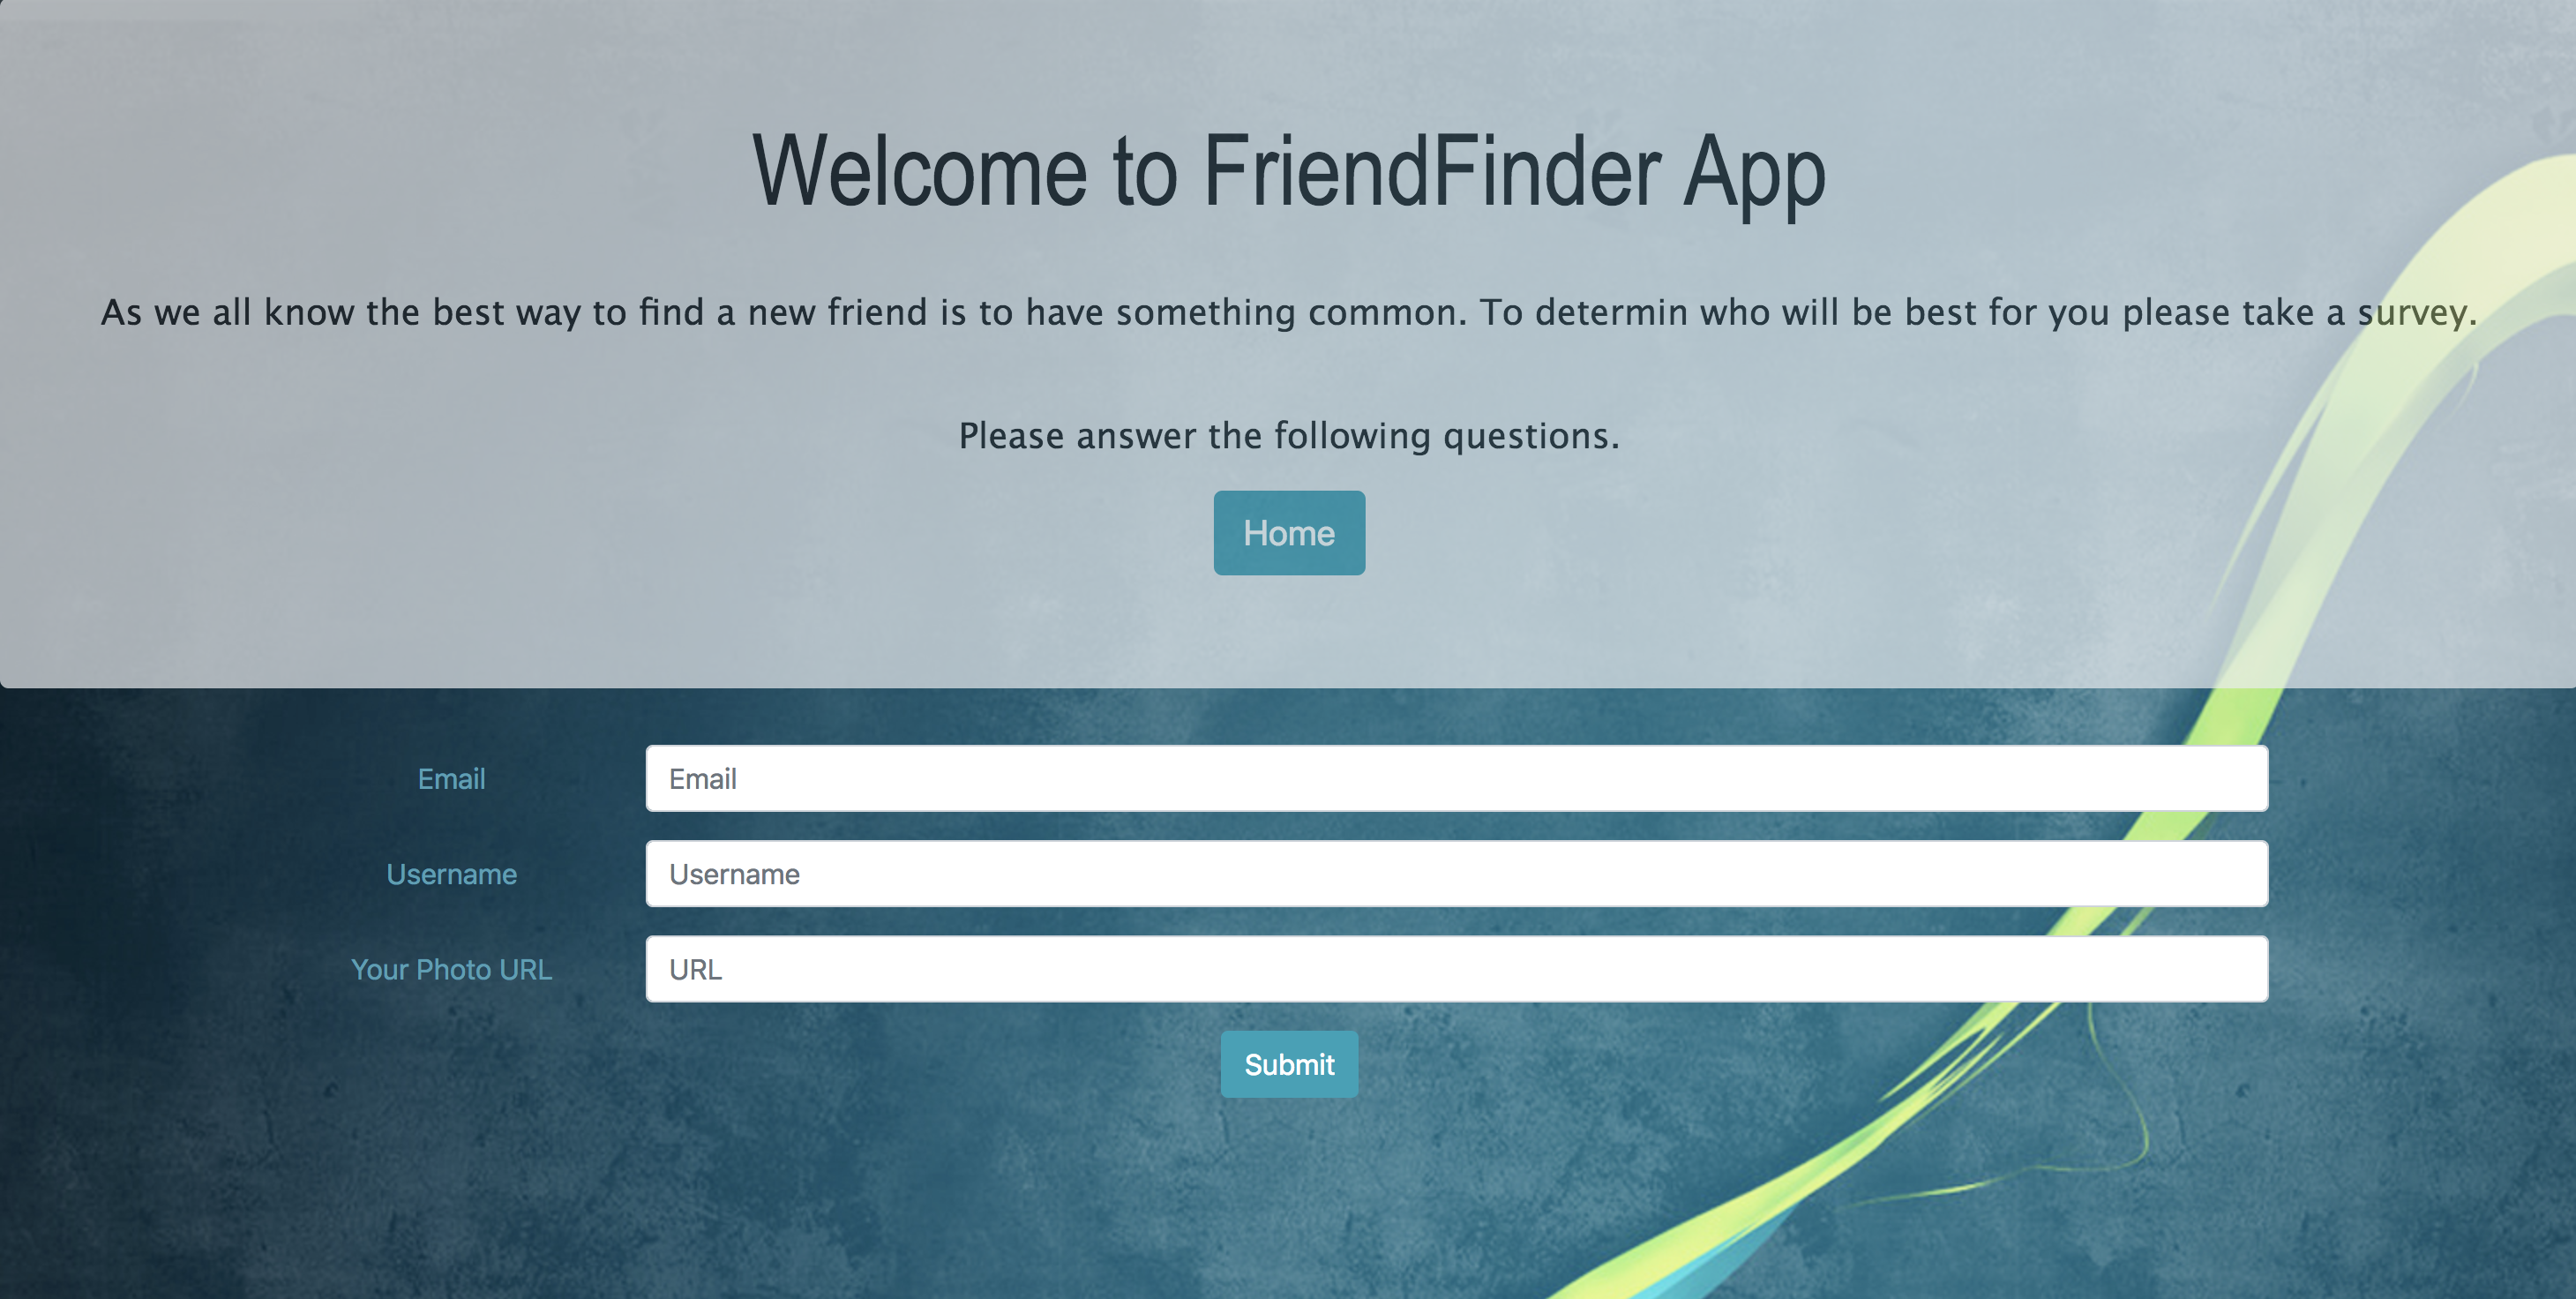 Welcome to FriendFinder App
As we all know the best way to find a new friend is to have something common. To determin who will be best for you please take a survey.
Please answer the following questions.
Home
Email Email
Username Username
Your Photo URL URL
Submit